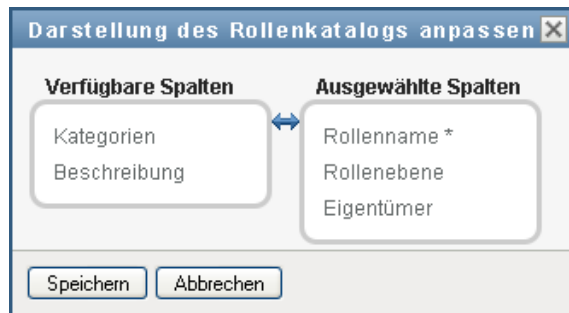 Darstellung des Rollenkatalogs anpassen
Verfügbare Spalten
Kategorien
Beschreibung
Ausgewählte Spalten
Rollenname *
Rollenebene
Eigentümer
Speichern
Abbrechen